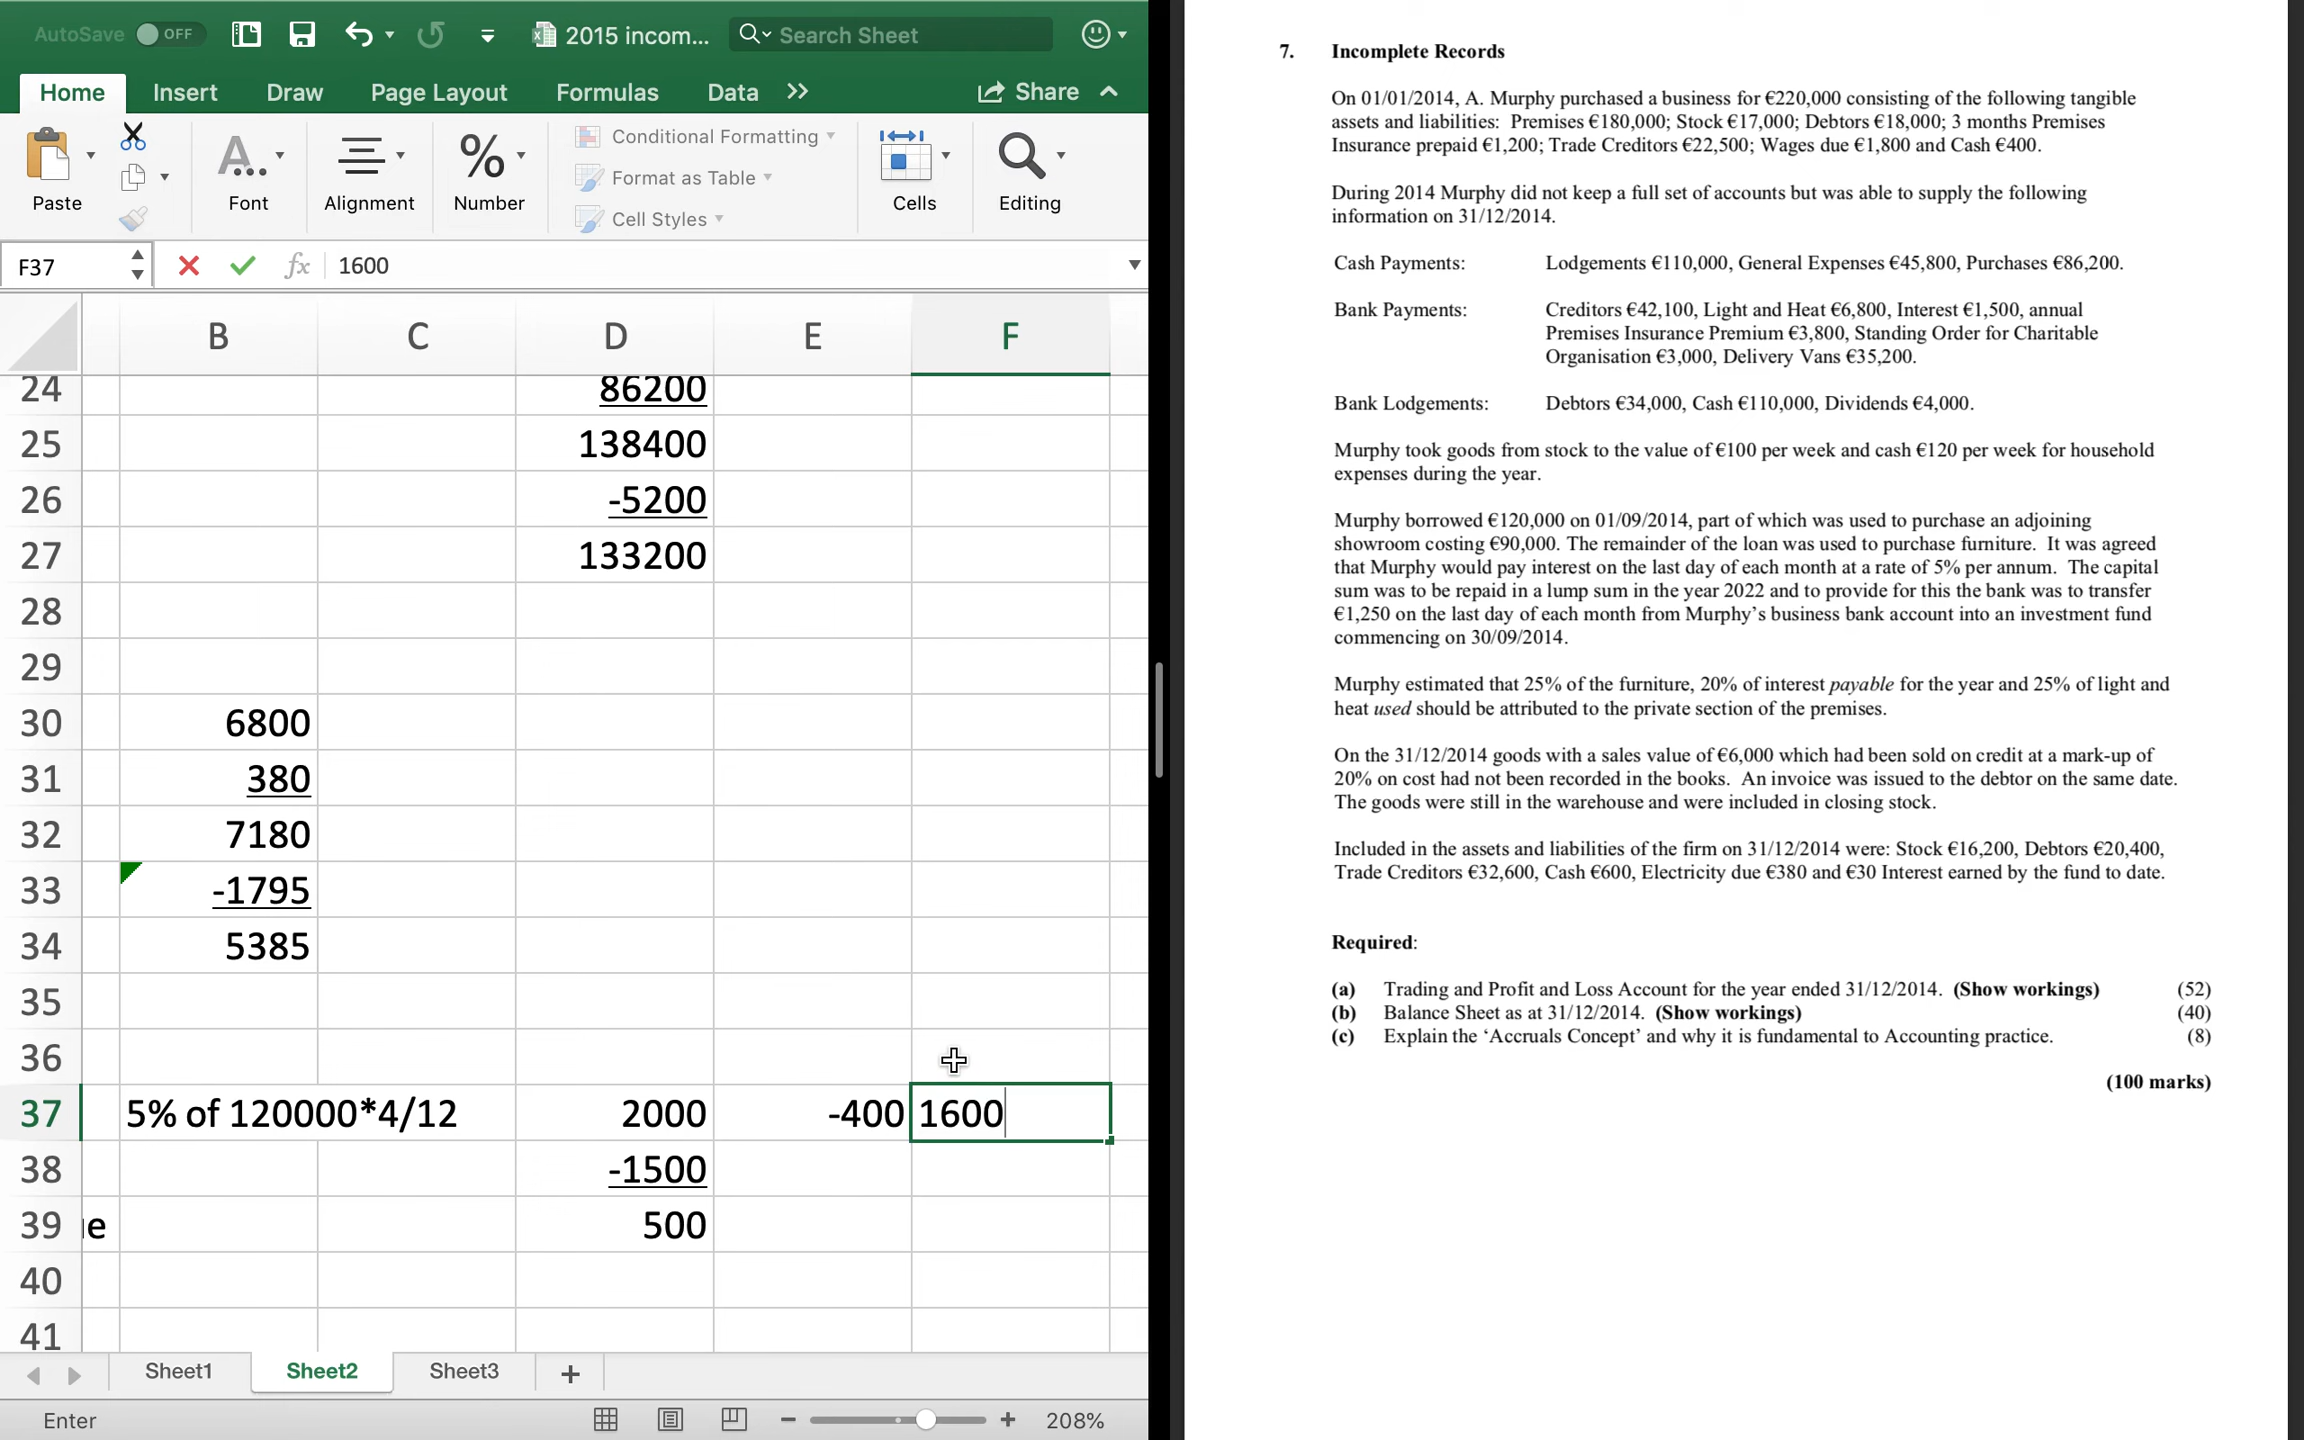 AutoSave OFF 2015 incom... Search Sheet
Home Insert Draw Page Layout Formulas Data Share
Paste Font Alignment % Number Conditional Formatting Format as Table Cell Styles Cells Editing
F37 fx 1600
B C D E F
24 86200
25 138400
26 -5200
27 133200
28
29
30 6800
31 380
32 7180
33 -1795
34 5385
35
36
37 5% of 120000*4/12 2000 -400 1600
38 -1500
39 e 500
40
41
Sheet1 Sheet2 Sheet3 +
Enter 208%
7. Incomplete Records
On 01/01/2014, A. Murphy purchased a business for €220,000 consisting of the following tangible
assets and liabilities: Premises €180,000; Stock €17,000; Debtors €18,000; 3 months Premises
Insurance prepaid €1,200; Trade Creditors €22,500; Wages due €1,800 and Cash €400.
During 2014 Murphy did not keep a full set of accounts but was able to supply the following
information on 31/12/2014.
Cash Payments: Lodgements €110,000, General Expenses €45,800, Purchases €86,200.
Bank Payments: Creditors €42,100, Light and Heat €6,800, Interest €1,500, annual
Premises Insurance Premium €3,800, Standing Order for Charitable
Organisation €3,000, Delivery Vans €35,200.
Bank Lodgements: Debtors €34,000, Cash €110,000, Dividends €4,000.
Murphy took goods from stock to the value of €100 per week and cash €120 per week for household
expenses during the year.
Murphy borrowed €120,000 on 01/09/2014, part of which was used to purchase an adjoining
showroom costing €90,000. The remainder of the loan was used to purchase furniture. It was agreed
that Murphy would pay interest on the last day of each month at a rate of 5% per annum. The capital
sum was to be repaid in a lump sum in the year 2022 and to provide for this the bank was to transfer
€1,250 on the last day of each month from Murphy's business bank account into an investment fund
commencing on 30/09/2014.
Murphy estimated that 25% of the furniture, 20% of interest payable for the year and 25% of light and
heat used should be attributed to the private section of the premises.
On the 31/12/2014 goods with a sales value of €6,000 which had been sold on credit at a mark-up of
20% on cost had not been recorded in the books. An invoice was issued to the debtor on the same date.
The goods were still in the warehouse and were included in closing stock.
Included in the assets and liabilities of the firm on 31/12/2014 were: Stock €16,200, Debtors €20,400,
Trade Creditors €32,600, Cash €600, Electricity due €380 and €30 Interest earned by the fund to date.
Required:
(a) Trading and Profit and Loss Account for the year ended 31/12/2014. (Show workings) (52)
(b) Balance Sheet as at 31/12/2014. (Show workings) (40)
(c) Explain the ‘Accruals Concept’ and why it is fundamental to Accounting practice. (8)
(100 marks)